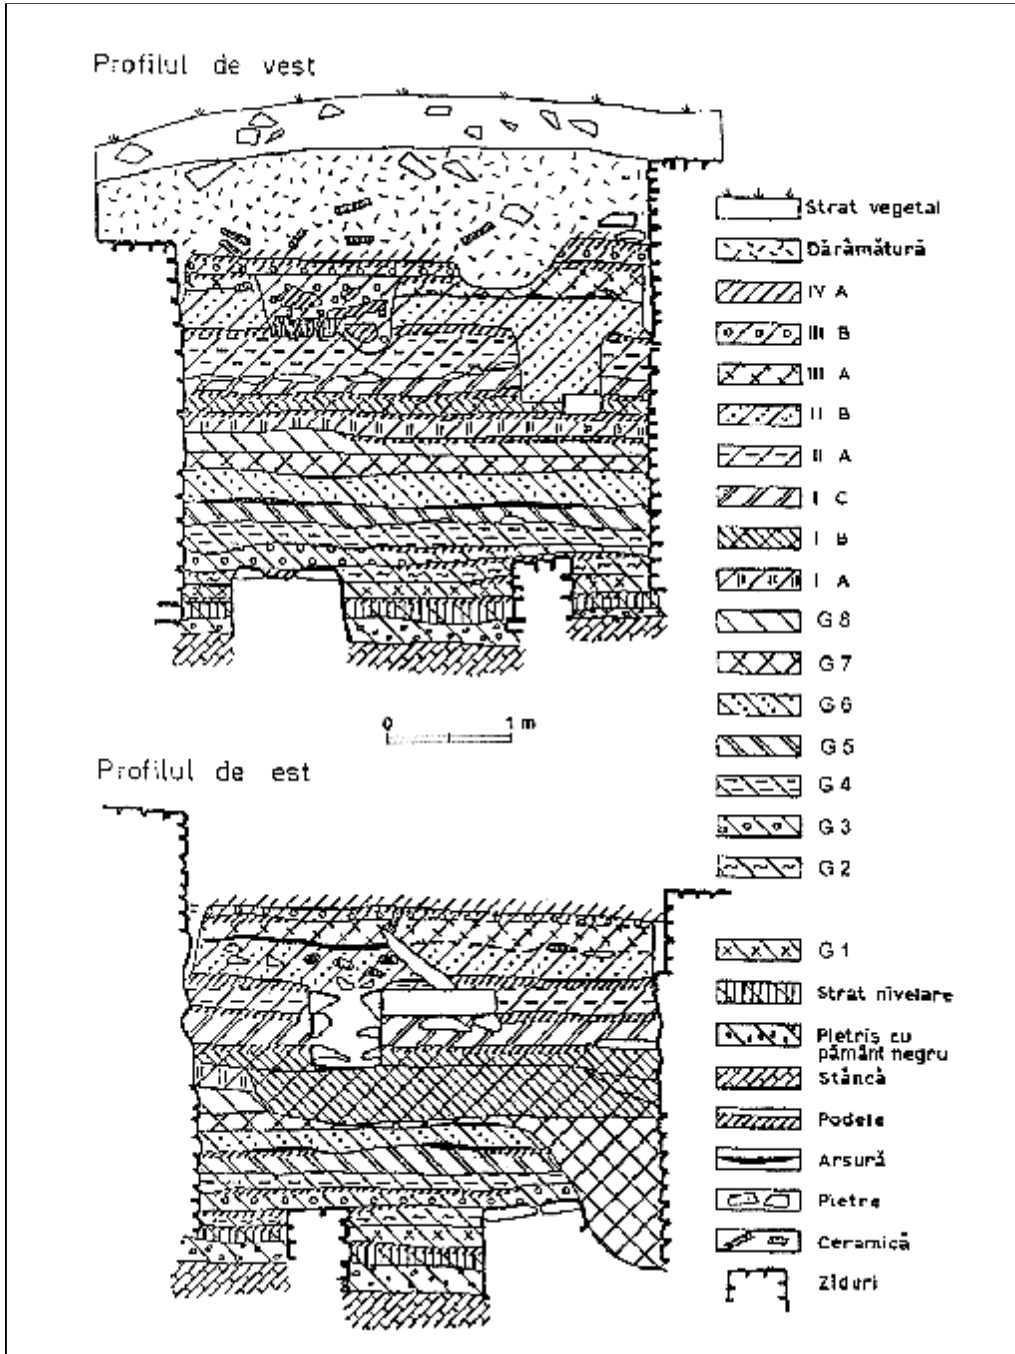 Profilul de vest
Strat vegetal
Dărâmătură
IV A
III B
III A
II B
II A
I C
I B
I A
G 8
G 7
G 6
G 5
G 4
G 3
G 2
0 1 m
Profilul de est
G 1
Strat nivelare
Pietriș cu
pământ negru
Stâncă
Podele
Arsură
Pietre
Ceramică
Ziduri